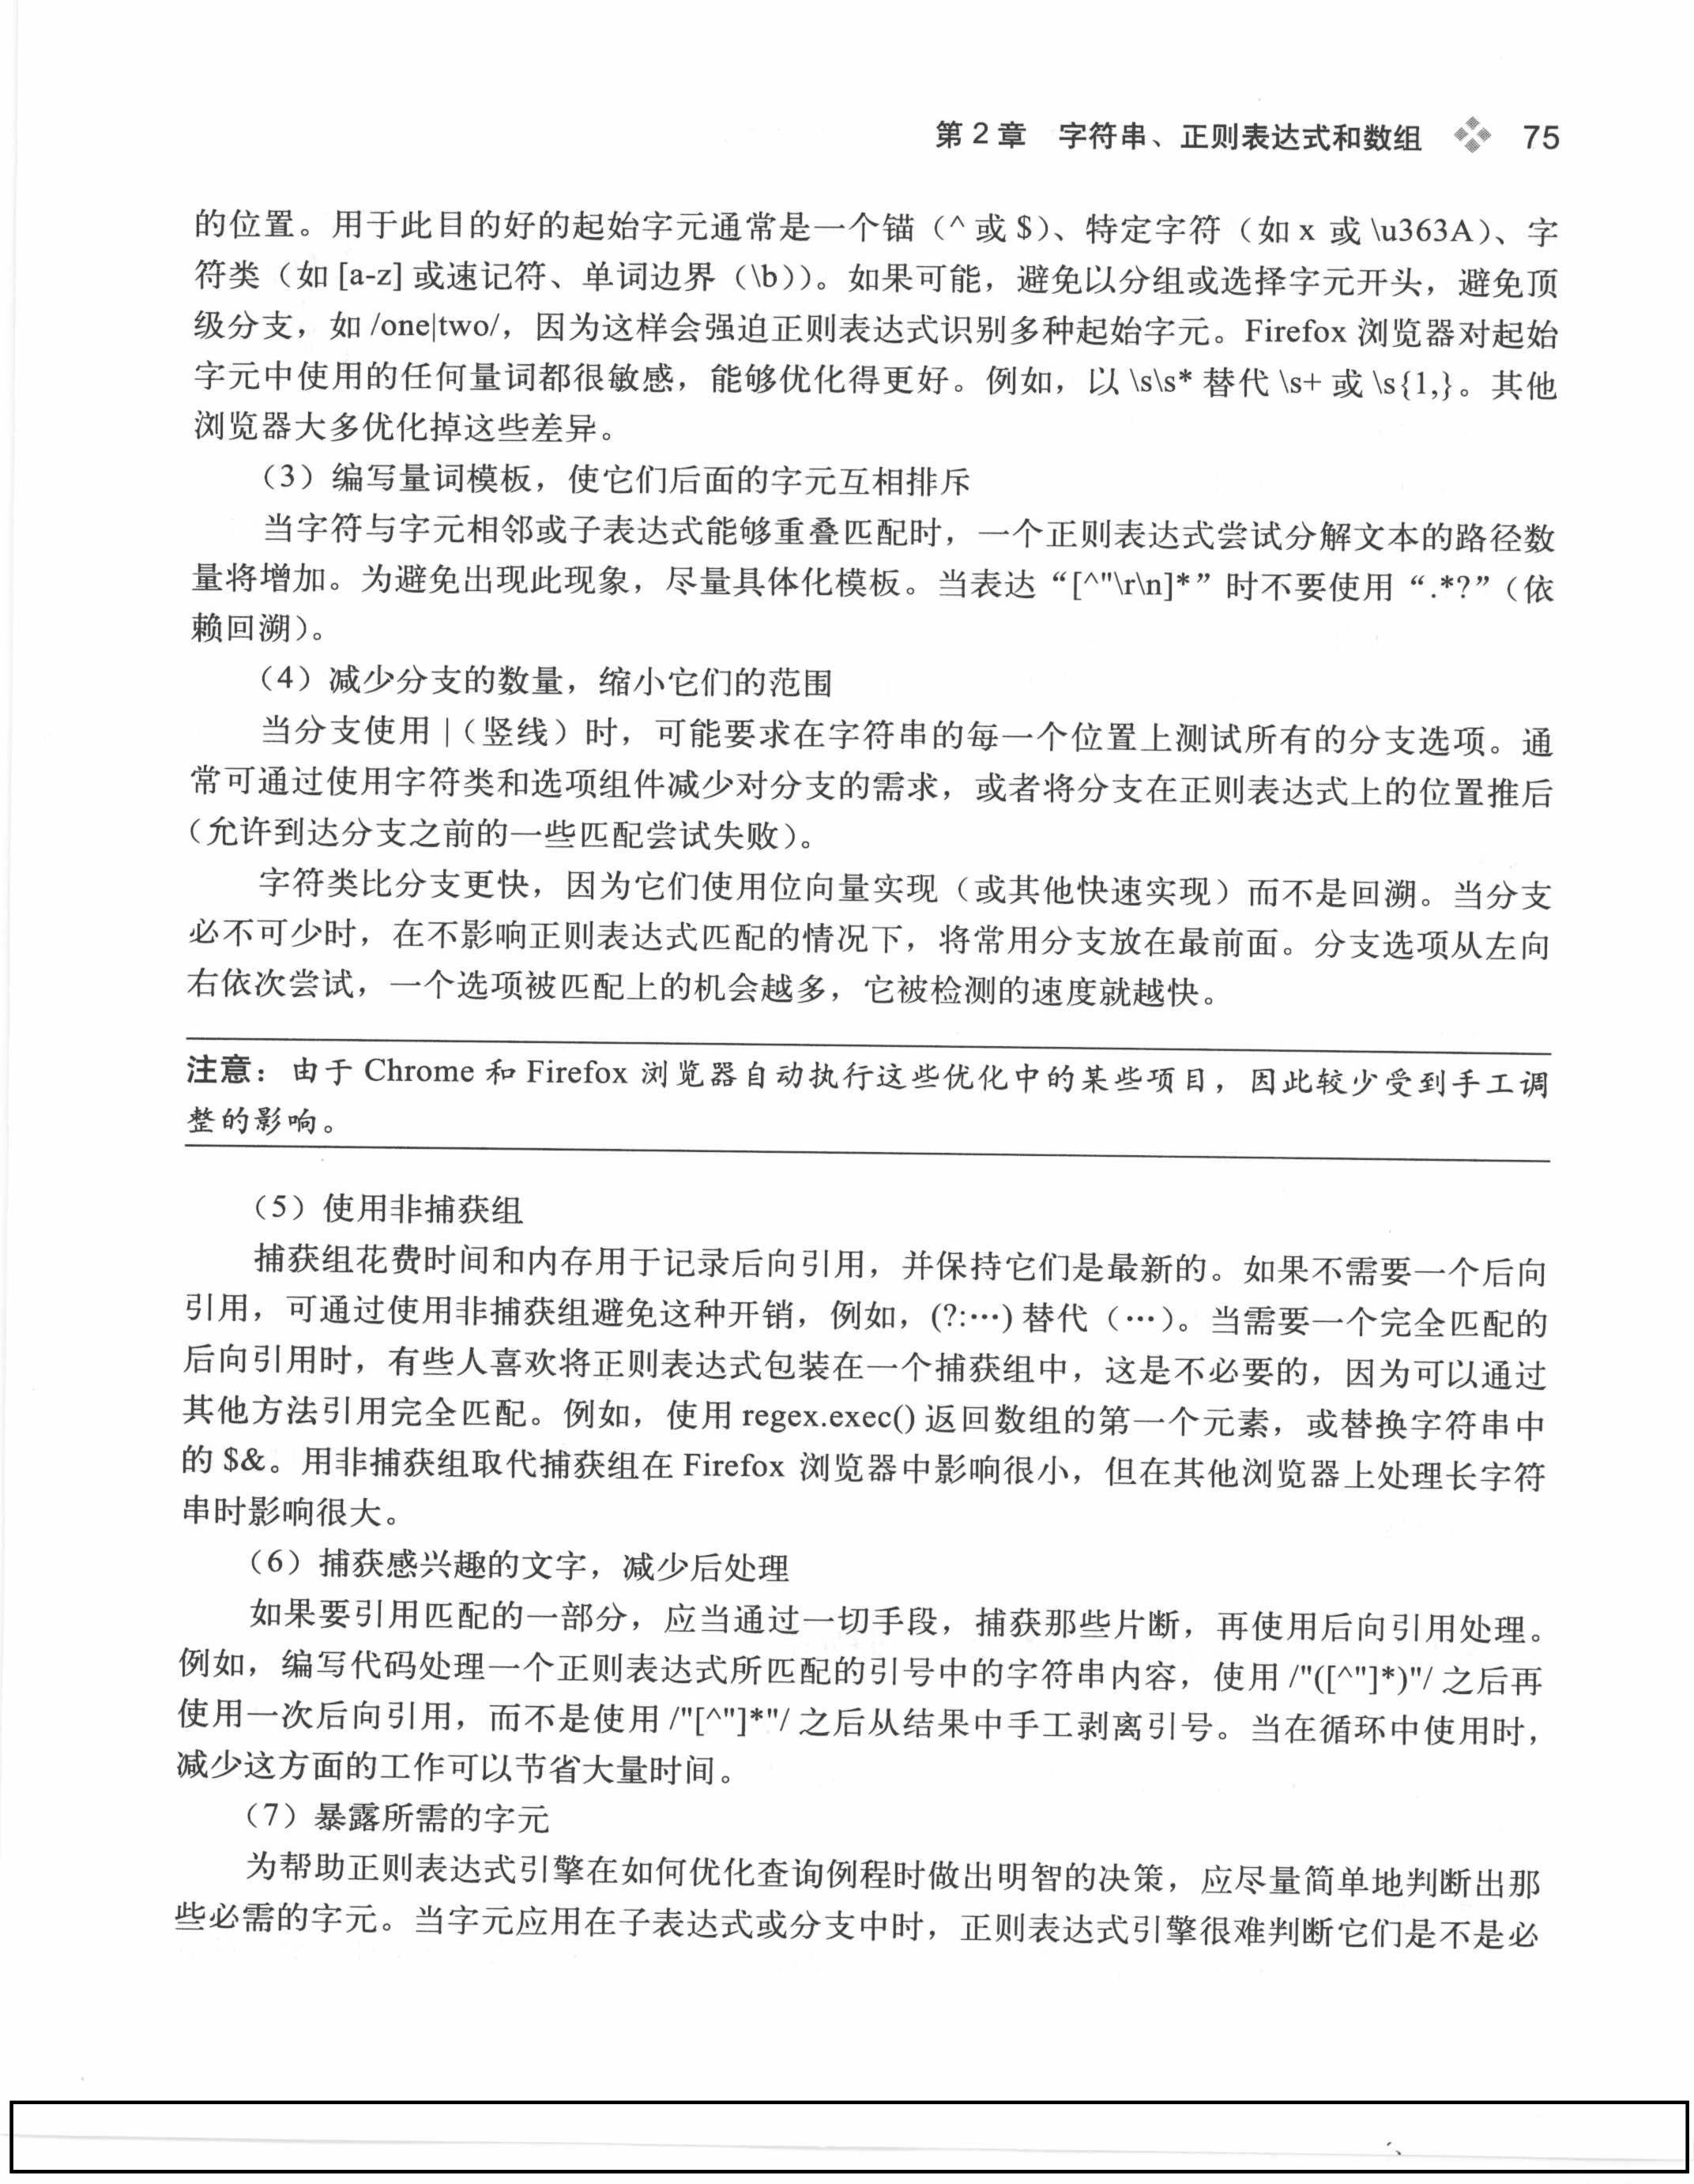 第 2 章　字符串、正则表达式和数组　75
的位置。用于此目的好的起始字元通常是一个锚（^ 或 $）、特定字符（如 x 或 \u363A）、字
符类（如 [a-z] 或速记符、单词边界（\b））。如果可能，避免以分组或选择字元开头，避免顶
级分支，如 /one|two/，因为这样会强迫正则表达式识别多种起始字元。Firefox 浏览器对起始
字元中使用的任何量词都很敏感，能够优化得更好。例如，以 \s\s* 替代 \s+ 或 \s{1,}。其他
浏览器大多优化掉这些差异。
（3）编写量词模板，使它们后面的字元互相排斥
当字符与字元相邻或子表达式能够重叠匹配时，一个正则表达式尝试分解文本的路径数
量将增加。为避免出现此现象，尽量具体化模板。当表达“[^"\r\n]*”时不要使用“.*?”（依
赖回溯）。
（4）减少分支的数量，缩小它们的范围
当分支使用 |（竖线）时，可能要求在字符串的每一个位置上测试所有的分支选项。通
常可通过使用字符类和选项组件减少对分支的需求，或者将分支在正则表达式上的位置推后
（允许到达分支之前的一些匹配尝试失败）。
字符类比分支更快，因为它们使用位向量实现（或其他快速实现）而不是回溯。当分支
必不可少时，在不影响正则表达式匹配的情况下，将常用分支放在最前面。分支选项从左向
右依次尝试，一个选项被匹配上的机会越多，它被检测的速度就越快。
注意：由于 Chrome 和 Firefox 浏览器自动执行这些优化中的某些项目，因此较少受到手工调
整的影响。
（5）使用非捕获组
捕获组花费时间和内存用于记录后向引用，并保持它们是最新的。如果不需要一个后向
引用，可通过使用非捕获组避免这种开销，例如，(?:…) 替代（…）。当需要一个完全匹配的
后向引用时，有些人喜欢将正则表达式包装在一个捕获组中，这是不必要的，因为可以通过
其他方法引用完全匹配。例如，使用 regex.exec() 返回数组的第一个元素，或替换字符串中
的 $&。用非捕获组取代捕获组在 Firefox 浏览器中影响很小，但在其他浏览器上处理长字符
串时影响很大。
（6）捕获感兴趣的文字，减少后处理
如果要引用匹配的一部分，应当通过一切手段，捕获那些片断，再使用后向引用处理。
例如，编写代码处理一个正则表达式所匹配的引号中的字符串内容，使用 /"([^"]*)"/ 之后再
使用一次后向引用，而不是使用 /"[^"]*"/ 之后从结果中手工剥离引号。当在循环中使用时，
减少这方面的工作可以节省大量时间。
（7）暴露所需的字元
为帮助正则表达式引擎在如何优化查询例程时做出明智的决策，应尽量简单地判断出那
些必需的字元。当字元应用在子表达式或分支中时，正则表达式引擎很难判断它们是不是必